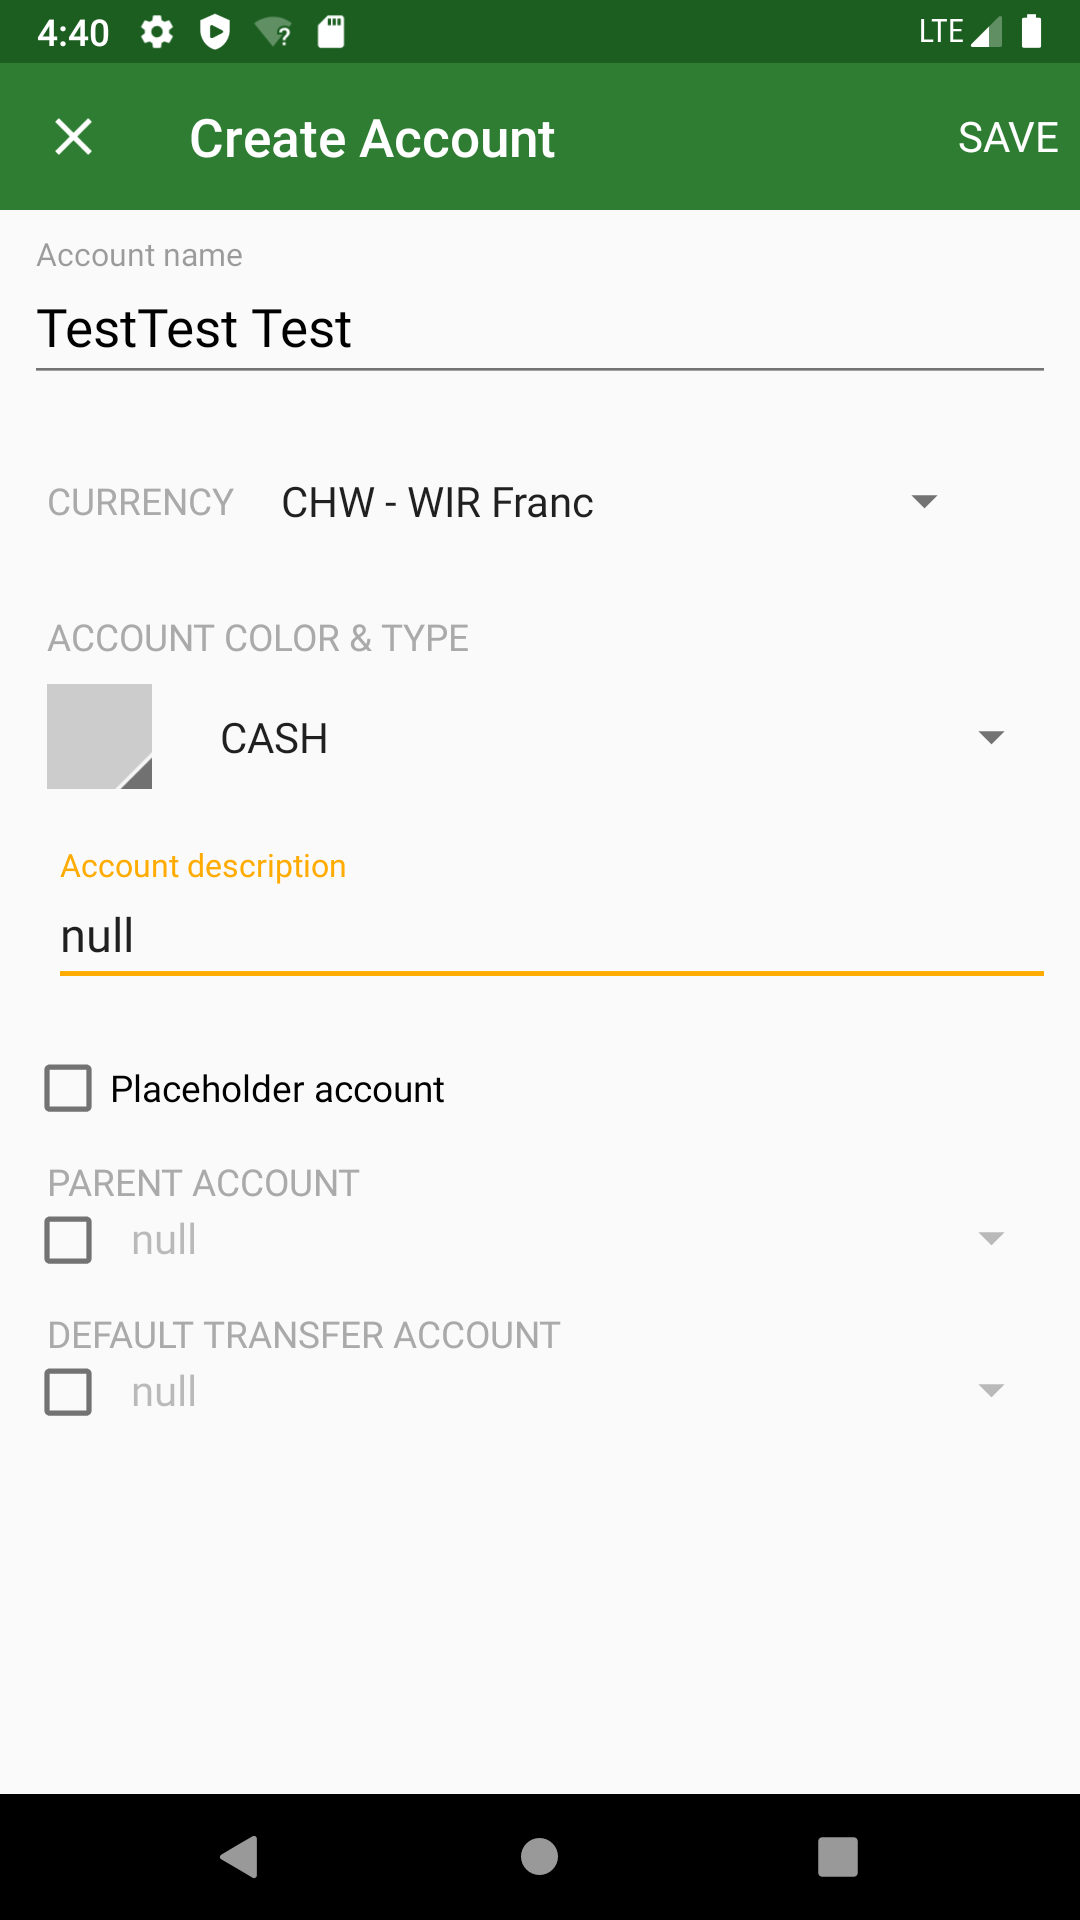 4:40
LTE
Create Account
SAVE
Account name
TestTest Test
CURRENCY
CHW - WIR Franc
ACCOUNT COLOR & TYPE
CASH
Account description
null
Placeholder account
PARENT ACCOUNT
null
DEFAULT TRANSFER ACCOUNT
null